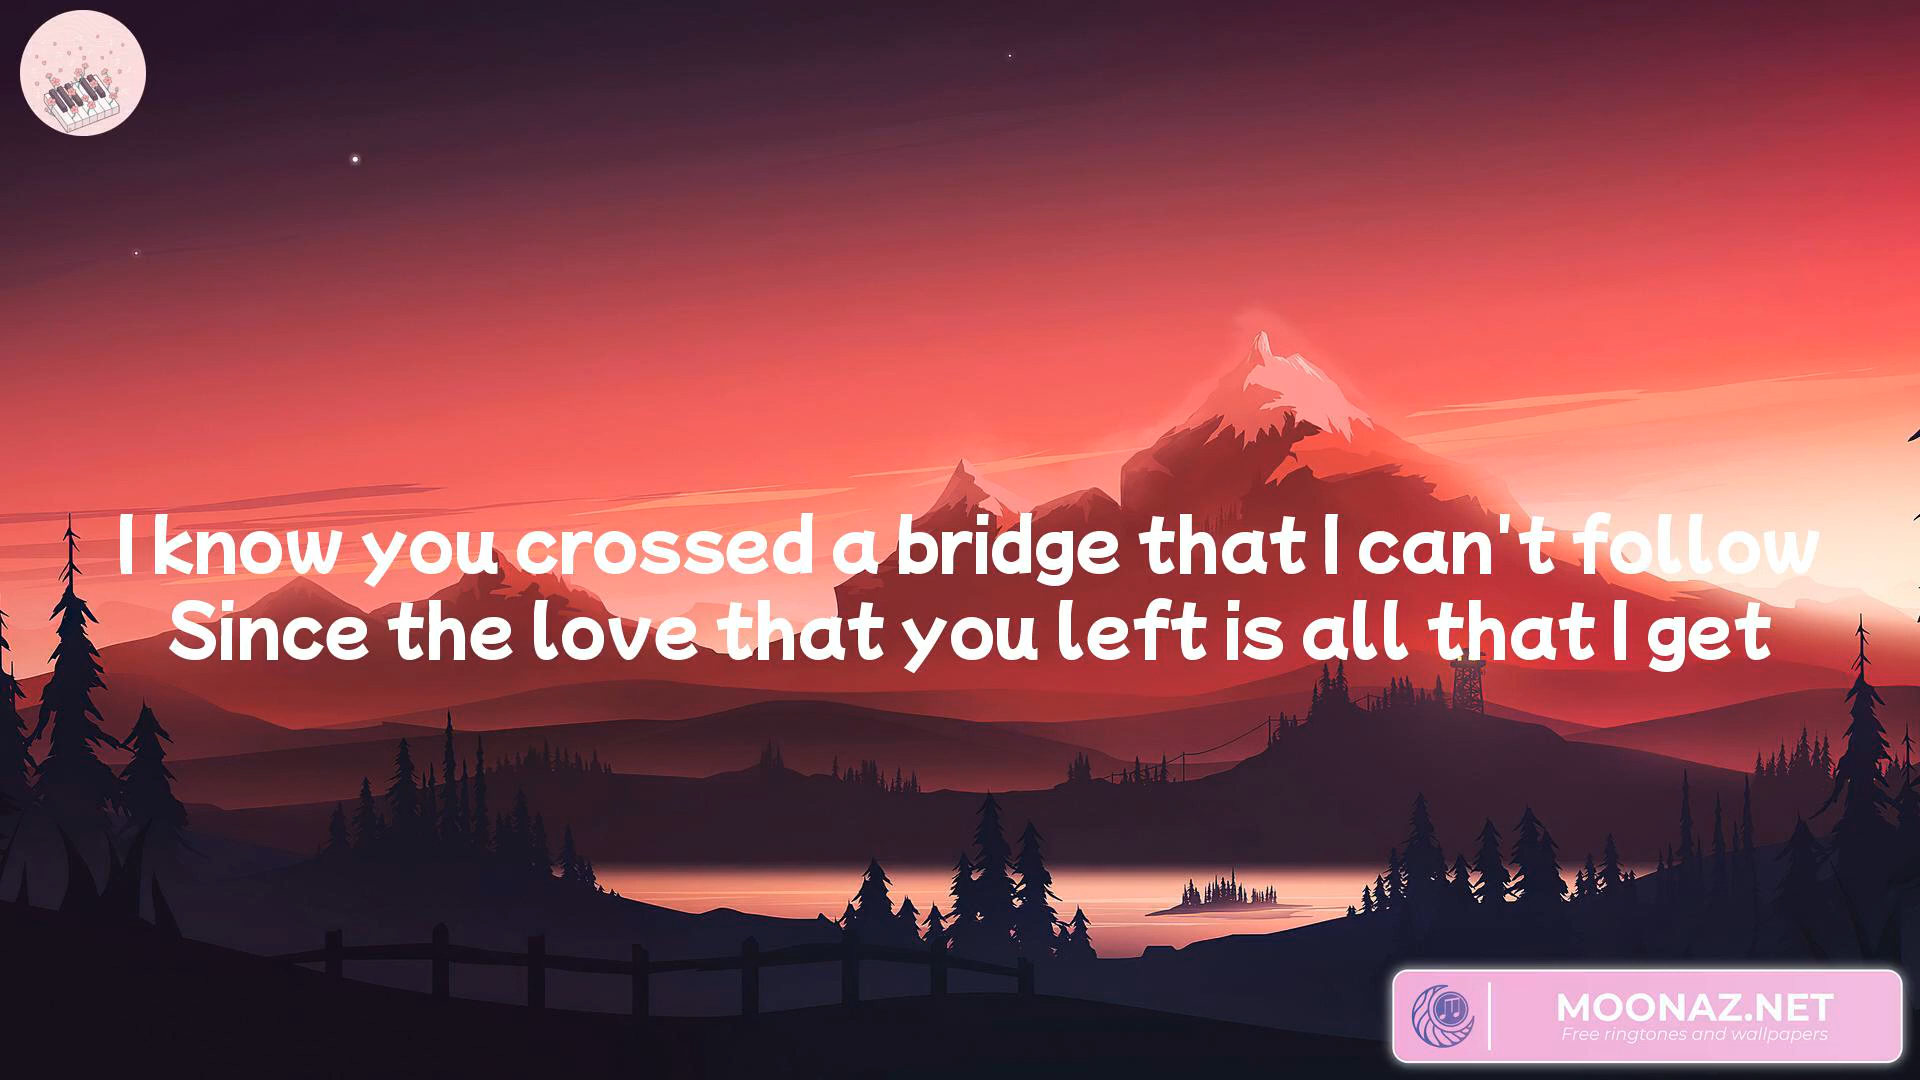 I know you crossed a bridge that I can't follow
Since the love that you left is all that I get
MOONAZ.NET
Free ringtones and wallpapers